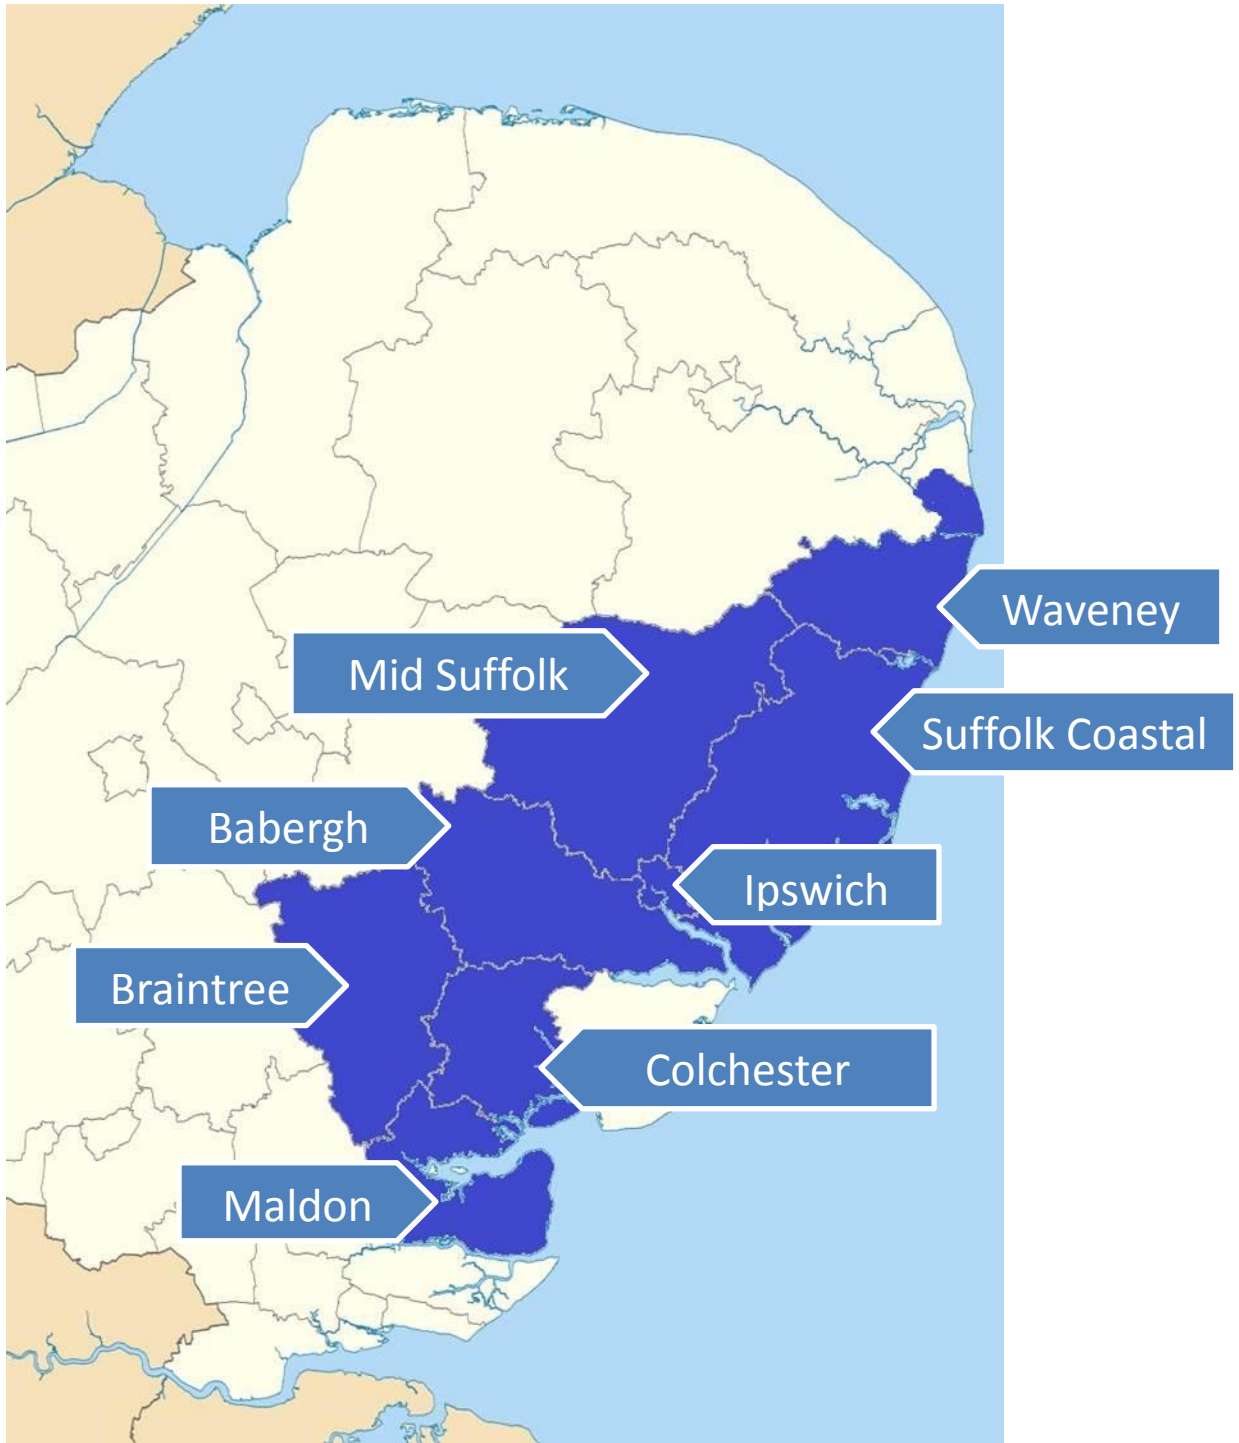 Waveney
Mid Suffolk
Suffolk Coastal
Babergh
Ipswich
Braintree
Colchester
Maldon